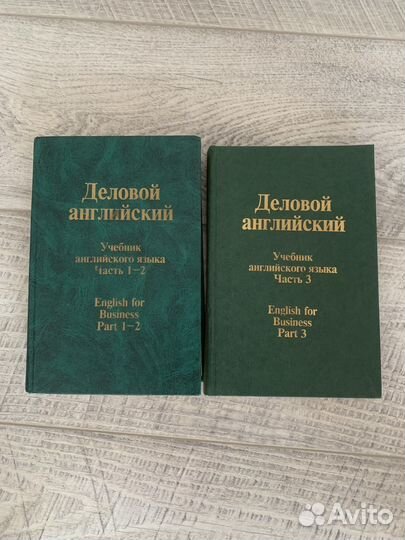 Деловой
английский
Учебник
английского языка
Часть 1–2
English for
Business
Part 1–2
Деловой
английский
Учебник
английского языка
Часть 3
English for
Business
Part 3
Avito